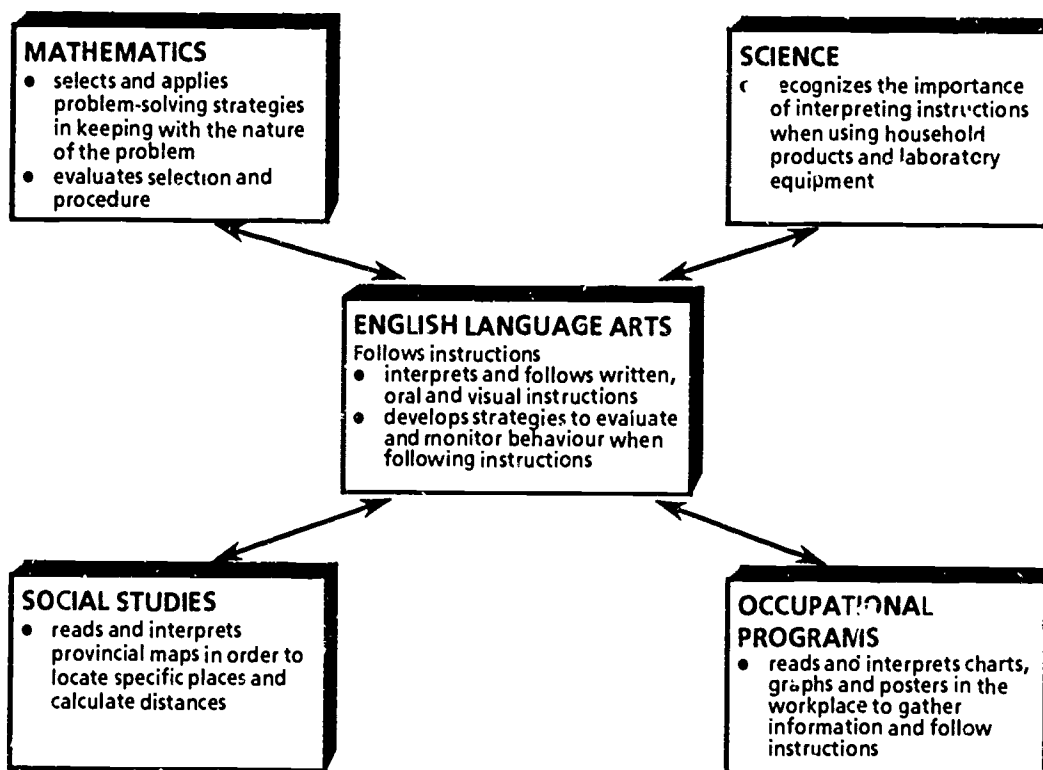 MATHEMATICS
• selects and applies
problem-solving strategies
in keeping with the nature
of the problem
• evaluates selection and
procedure
SCIENCE
• recognizes the importance
of interpreting instructions
when using household
products and laboratory
equipment
ENGLISH LANGUAGE ARTS
Follows instructions
• interprets and follows written,
oral and visual instructions
• develops strategies to evaluate
and monitor behaviour when
following instructions
SOCIAL STUDIES
• reads and interprets
provincial maps in order to
locate specific places and
calculate distances
OCCUPATIONAL
PROGRAMS
• reads and interprets charts,
graphs and posters in the
workplace to gather
information and follow
instructions